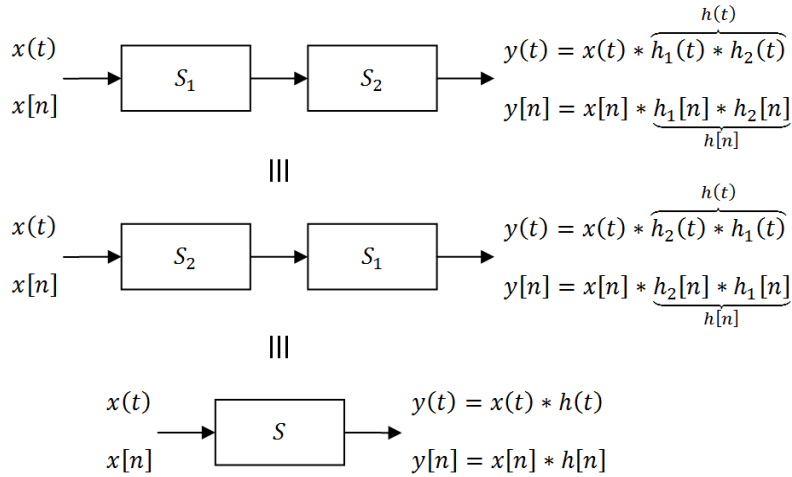 h(t)
x(t) S₁ S₂ y(t) = x(t) ∗ h₁(t) ∗ h₂(t)
x[n] y[n] = x[n] ∗ h₁[n] ∗ h₂[n]
h[n]
≡
h(t)
x(t) S₂ S₁ y(t) = x(t) ∗ h₂(t) ∗ h₁(t)
x[n] y[n] = x[n] ∗ h₂[n] ∗ h₁[n]
h[n]
≡
x(t) S y(t) = x(t) ∗ h(t)
x[n] y[n] = x[n] ∗ h[n]